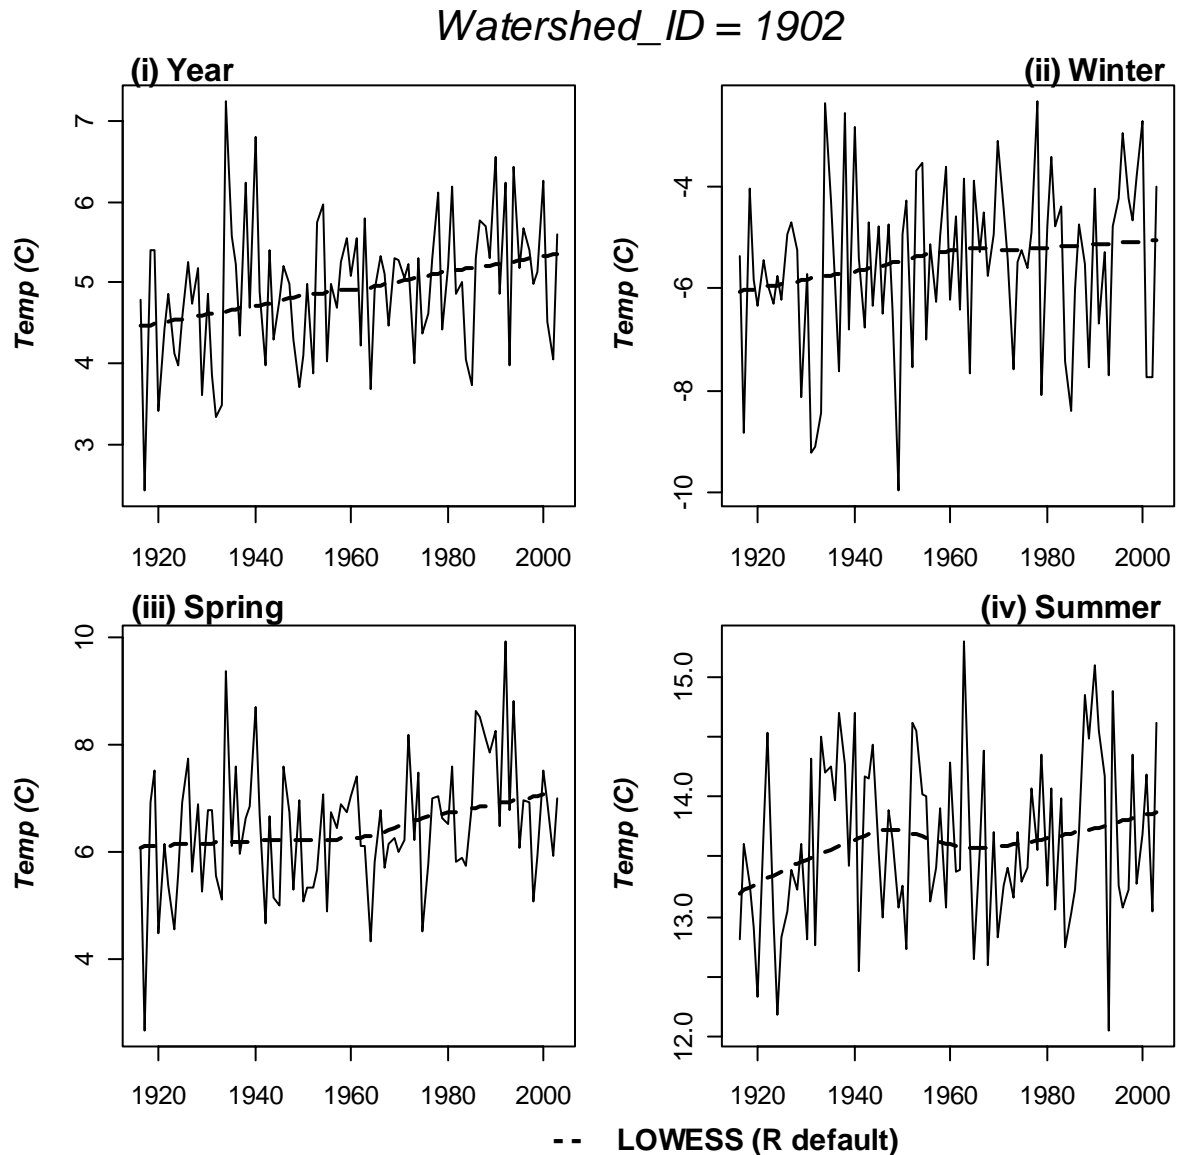 Watershed_ID = 1902
(i) Year
Temp (C)
7
6
5
4
3
1920 1940 1960 1980 2000
(ii) Winter
Temp (C)
-4
-6
-8
-10
1920 1940 1960 1980 2000
(iii) Spring
Temp (C)
10
8
6
4
1920 1940 1960 1980 2000
(iv) Summer
Temp (C)
15.0
14.0
13.0
12.0
1920 1940 1960 1980 2000
- - LOWESS (R default)